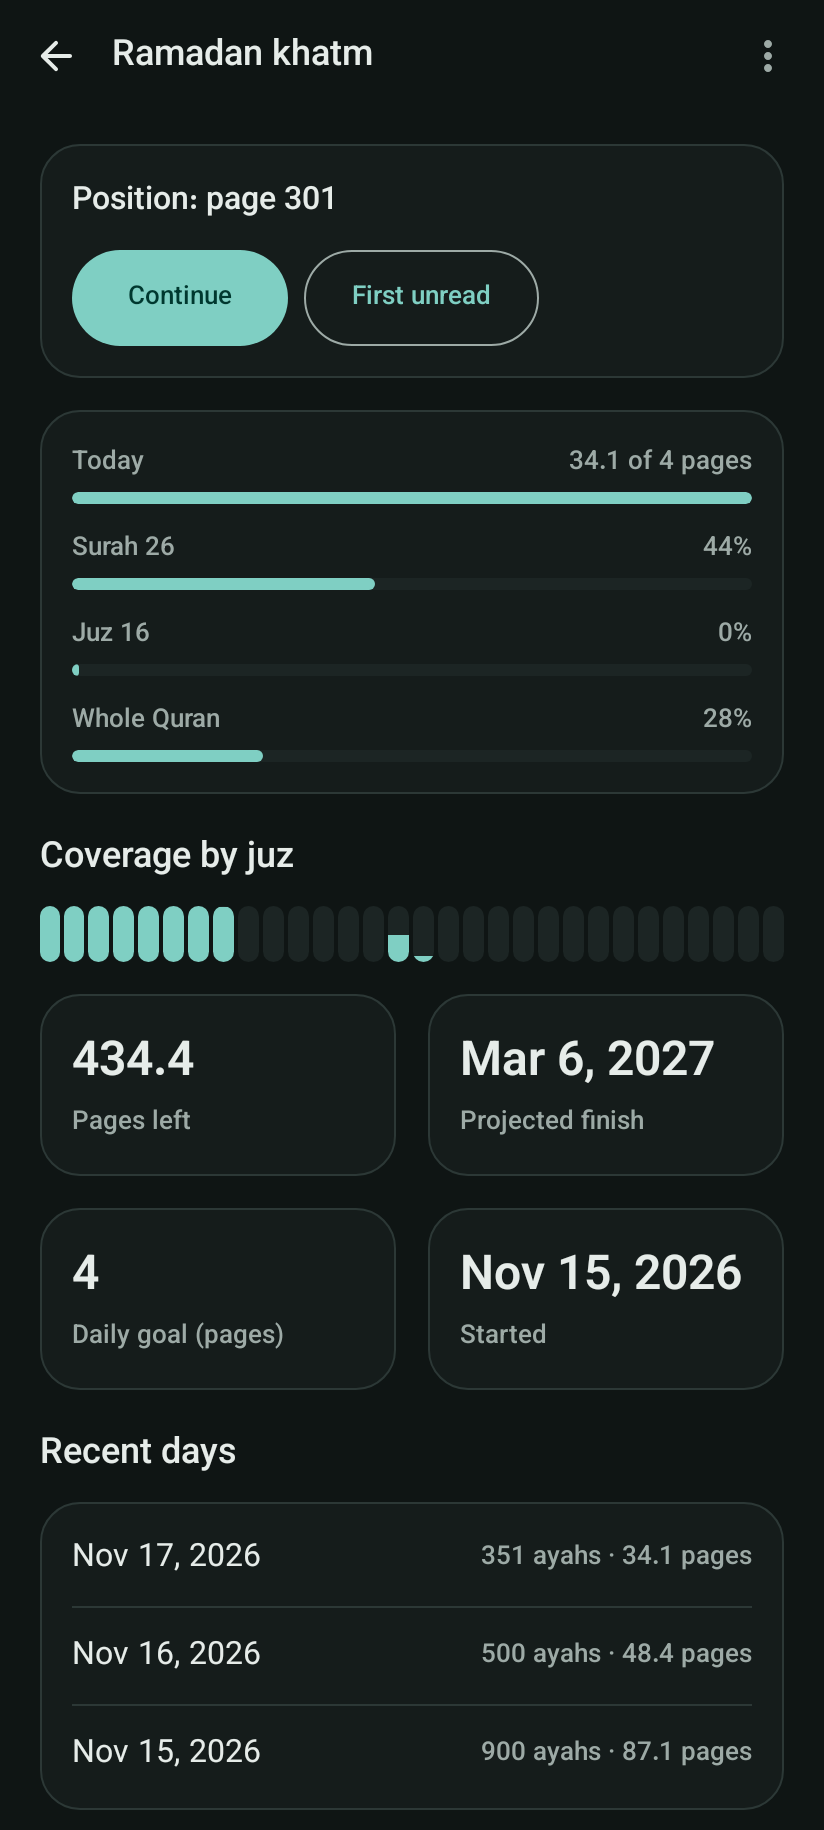 Ramadan khatm
Position: page 301
Continue
First unread
Today
34.1 of 4 pages
Surah 26
44%
Juz 16
0%
Whole Quran
28%
Coverage by juz
434.4
Pages left
Mar 6, 2027
Projected finish
4
Daily goal (pages)
Nov 15, 2026
Started
Recent days
Nov 17, 2026
351 ayahs · 34.1 pages
Nov 16, 2026
500 ayahs · 48.4 pages
Nov 15, 2026
900 ayahs · 87.1 pages